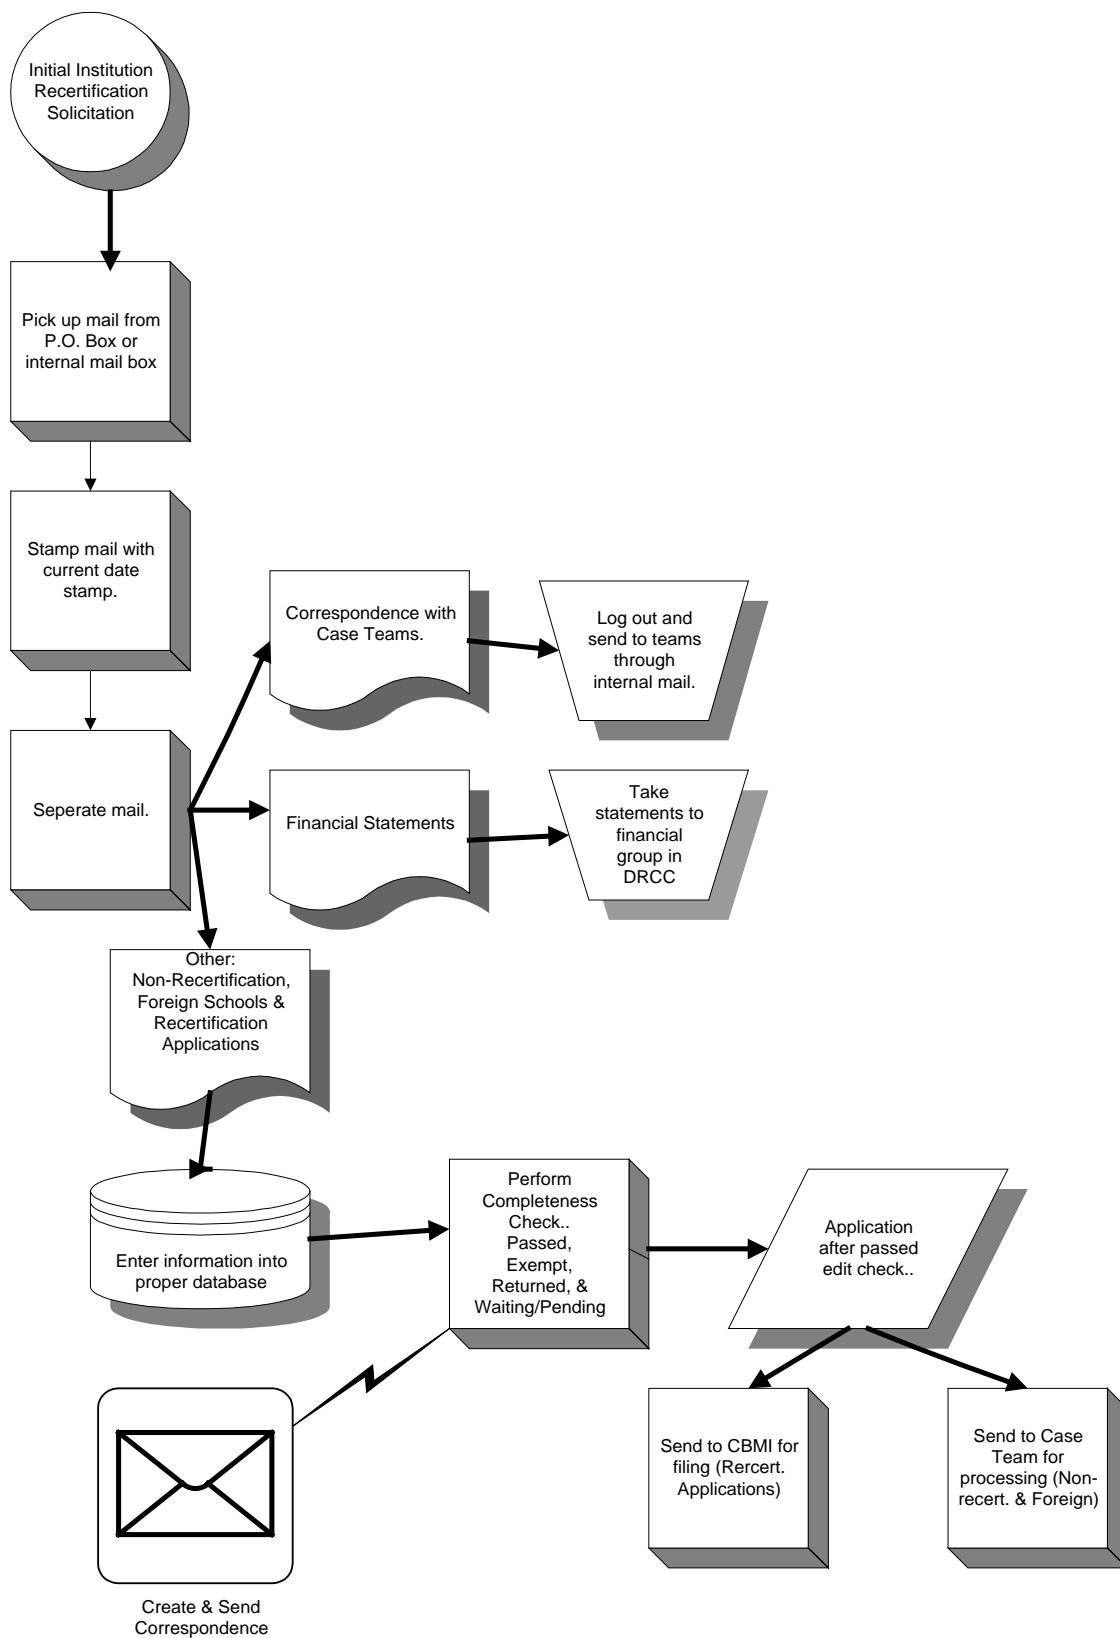 Initial Institution
Recertification
Solicitation
Pick up mail from
P.O. Box or
internal mail box
Stamp mail with
current date
stamp.
Correspondence with
Case Teams.
Log out and
send to teams
through
internal mail.
Seperate mail.
Financial Statements
Take
statements to
financial
group in
DRCC
Other:
Non-Recertification,
Foreign Schools &
Recertification
Applications
Enter information into
proper database
Perform
Completeness
Check..
Passed,
Exempt,
Returned, &
Waiting/Pending
Application
after passed
edit check..
Send to CBMI for
filing (Rercert.
Applications)
Send to Case
Team for
processing (Non-
recert. & Foreign)
Create & Send
Correspondence